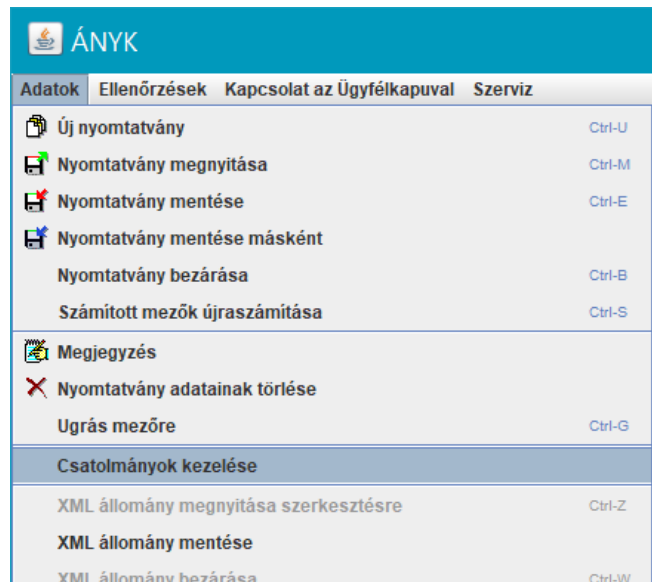 ÁNYK
Adatok Ellenőrzések Kapcsolat az Ügyfélkapuval Szerviz
Új nyomtatvány Ctrl-U
Nyomtatvány megnyitása Ctrl-M
Nyomtatvány mentése Ctrl-E
Nyomtatvány mentése másként
Nyomtatvány bezárása Ctrl-B
Számított mezők újraszámítása Ctrl-S
Megjegyzés
Nyomtatvány adatainak törlése
Ugrás mezőre Ctrl-G
Csatolmányok kezelése
XML állomány megnyitása szerkesztésre Ctrl-Z
XML állomány mentése
XML állomány bezárása Ctrl-W